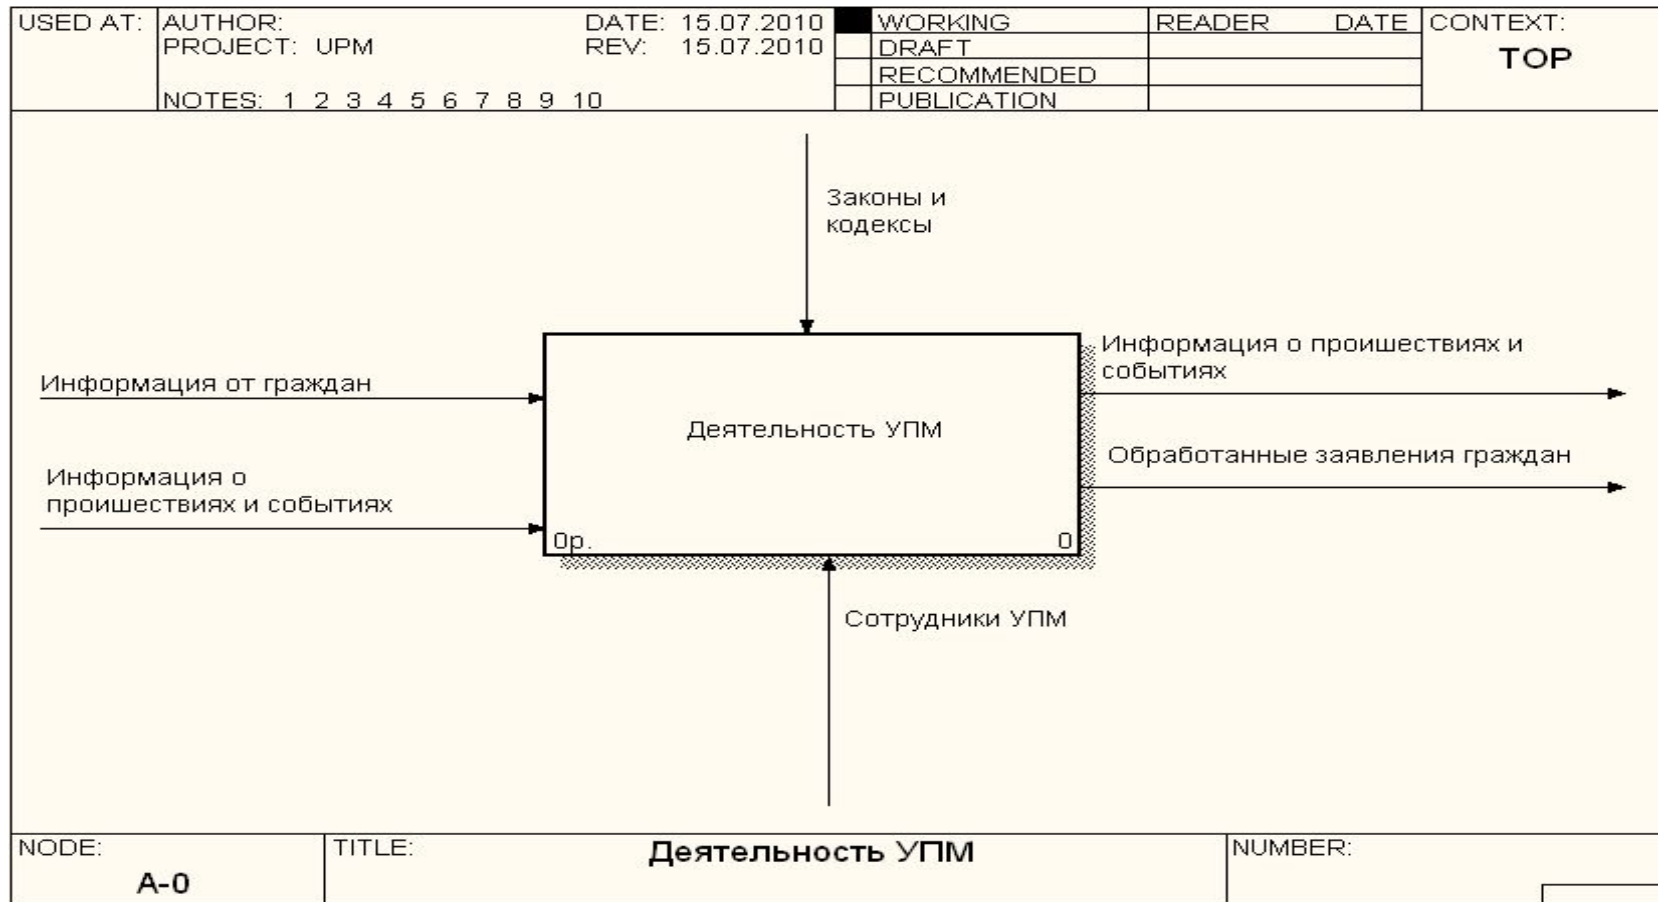 USED AT: AUTHOR: DATE: 15.07.2010 WORKING READER DATE CONTEXT:
PROJECT: UPM REV: 15.07.2010 DRAFT
TOP
RECOMMENDED
NOTES: 1 2 3 4 5 6 7 8 9 10 PUBLICATION
Законы и
кодексы
Информация о проишествиях и
событиях
Информация от граждан
Деятельность УПМ
Обработанные заявления граждан
Информация о
проишествиях и событиях
0р. 0
Сотрудники УПМ
NODE: TITLE: Деятельность УПМ NUMBER:
A-0